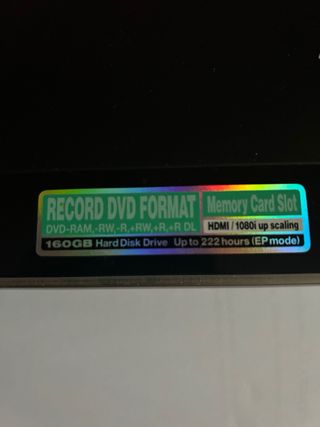 RECORD DVD FORMAT
DVD-RAM,-RW,-R,+RW,+R,+R DL
Memory Card Slot
HDMI / 1080i up scaling
160GB Hard Disk Drive Up to 222 hours (EP mode)